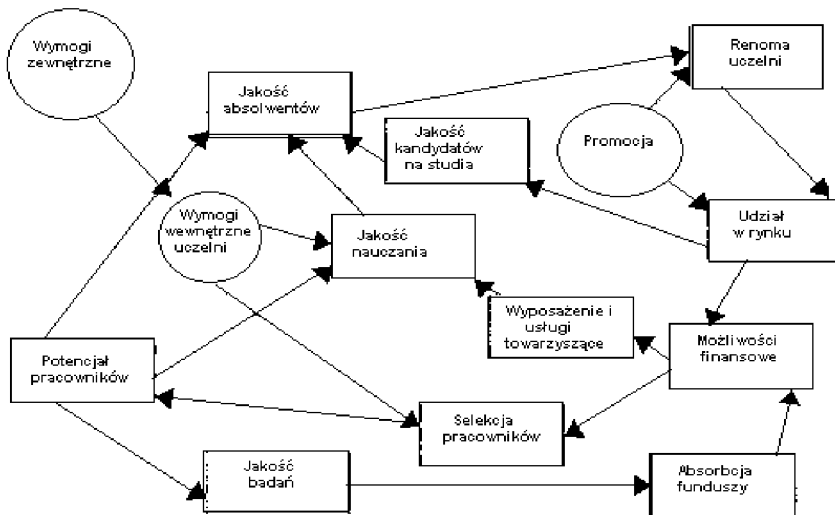 Wymogi
zewnętrzne
Renoma
uczelni
Jakość
absolwentów
Jakość
kandydatów
na studia
Promocja
Wymogi
wewnętrzne
uczelni
Jakość
nauczania
Udział
w rynku
Wyposażenie i
usługi
towarzyszące
Możliwości
finansowe
Potencjał
pracowników
Selekcja
pracowników
Jakość
badań
Absorbcja
funduszy